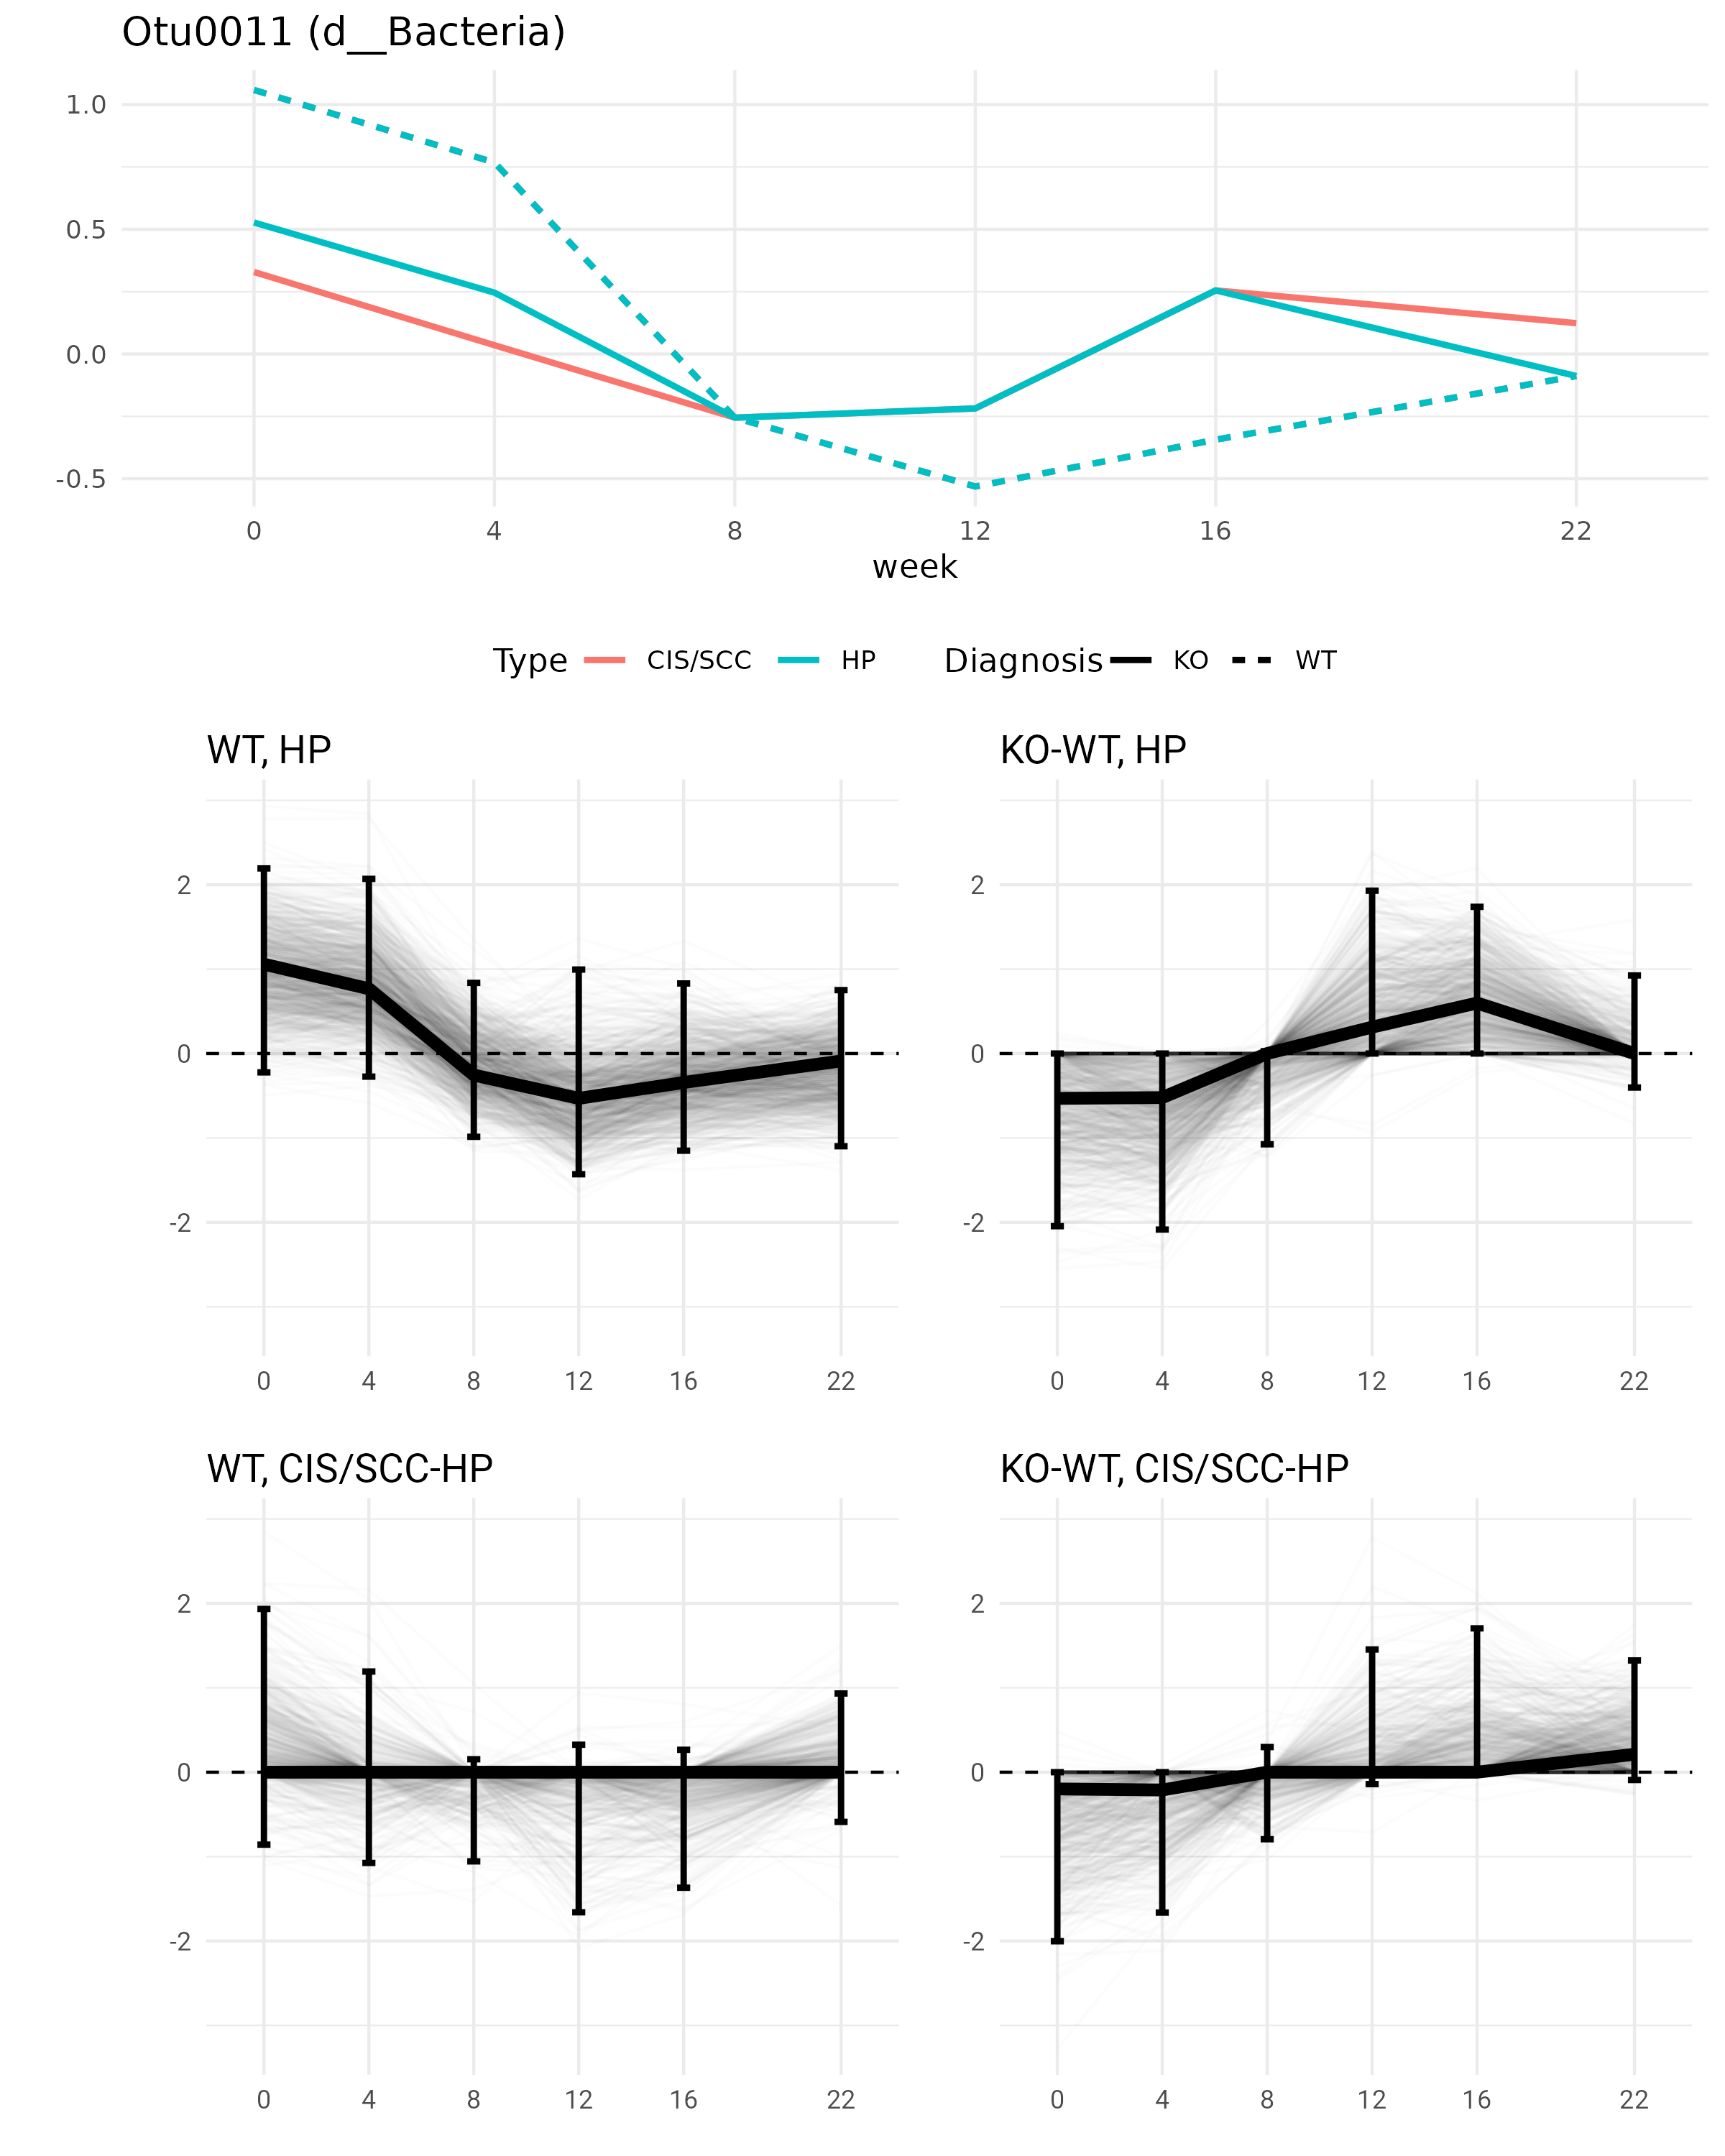 Otu0011 (d__Bacteria)
1.0
0.5
0.0
-0.5
0 4 8 12 16 22
week
Type CIS/SCC HP Diagnosis KO WT
WT, HP
2
0
-2
0 4 8 12 16 22
KO-WT, HP
2
0
-2
0 4 8 12 16 22
WT, CIS/SCC-HP
2
0
-2
0 4 8 12 16 22
KO-WT, CIS/SCC-HP
2
0
-2
0 4 8 12 16 22